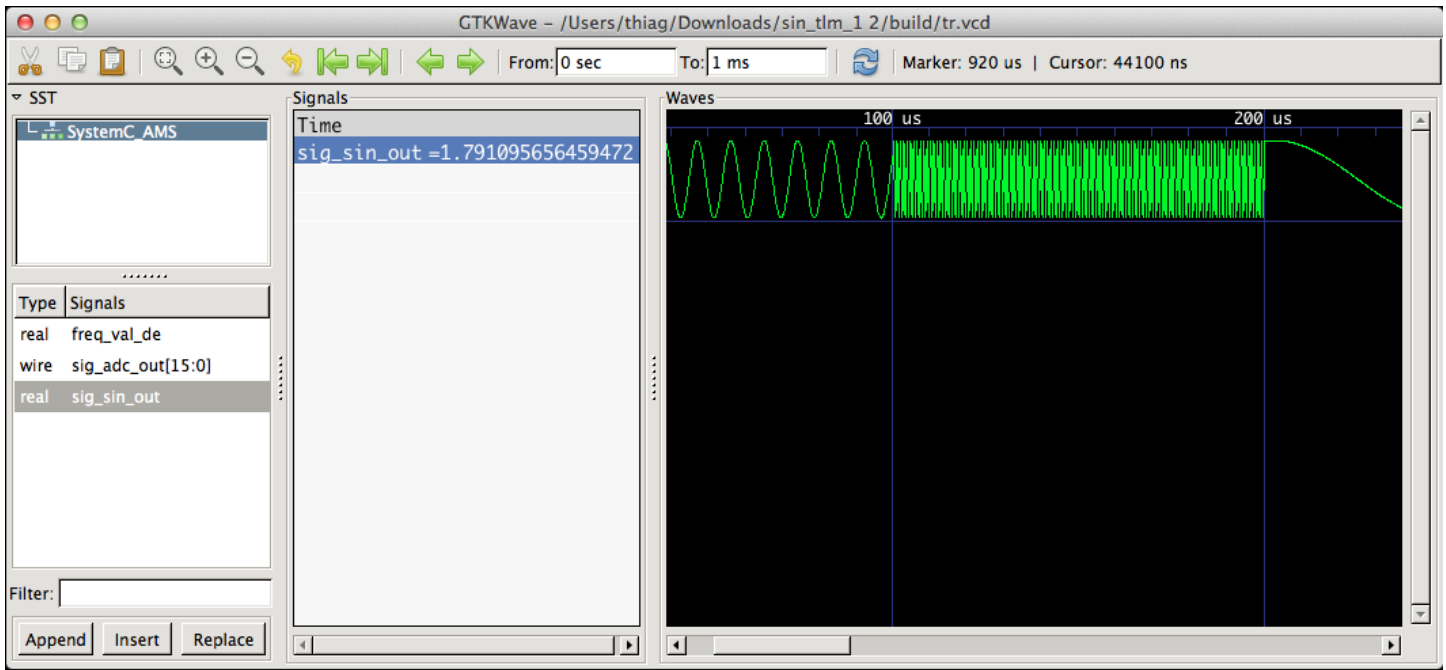 GTKWave – /Users/thiag/Downloads/sin_tlm_1 2/build/tr.vcd
From: 0 sec To: 1 ms Marker: 920 us | Cursor: 44100 ns
SST
SystemC_AMS
Type Signals
real freq_val_de
wire sig_adc_out[15:0]
real sig_sin_out
Filter:
Append Insert Replace
Signals
Time
sig_sin_out =1.791095656459472
Waves
100 us 200 us